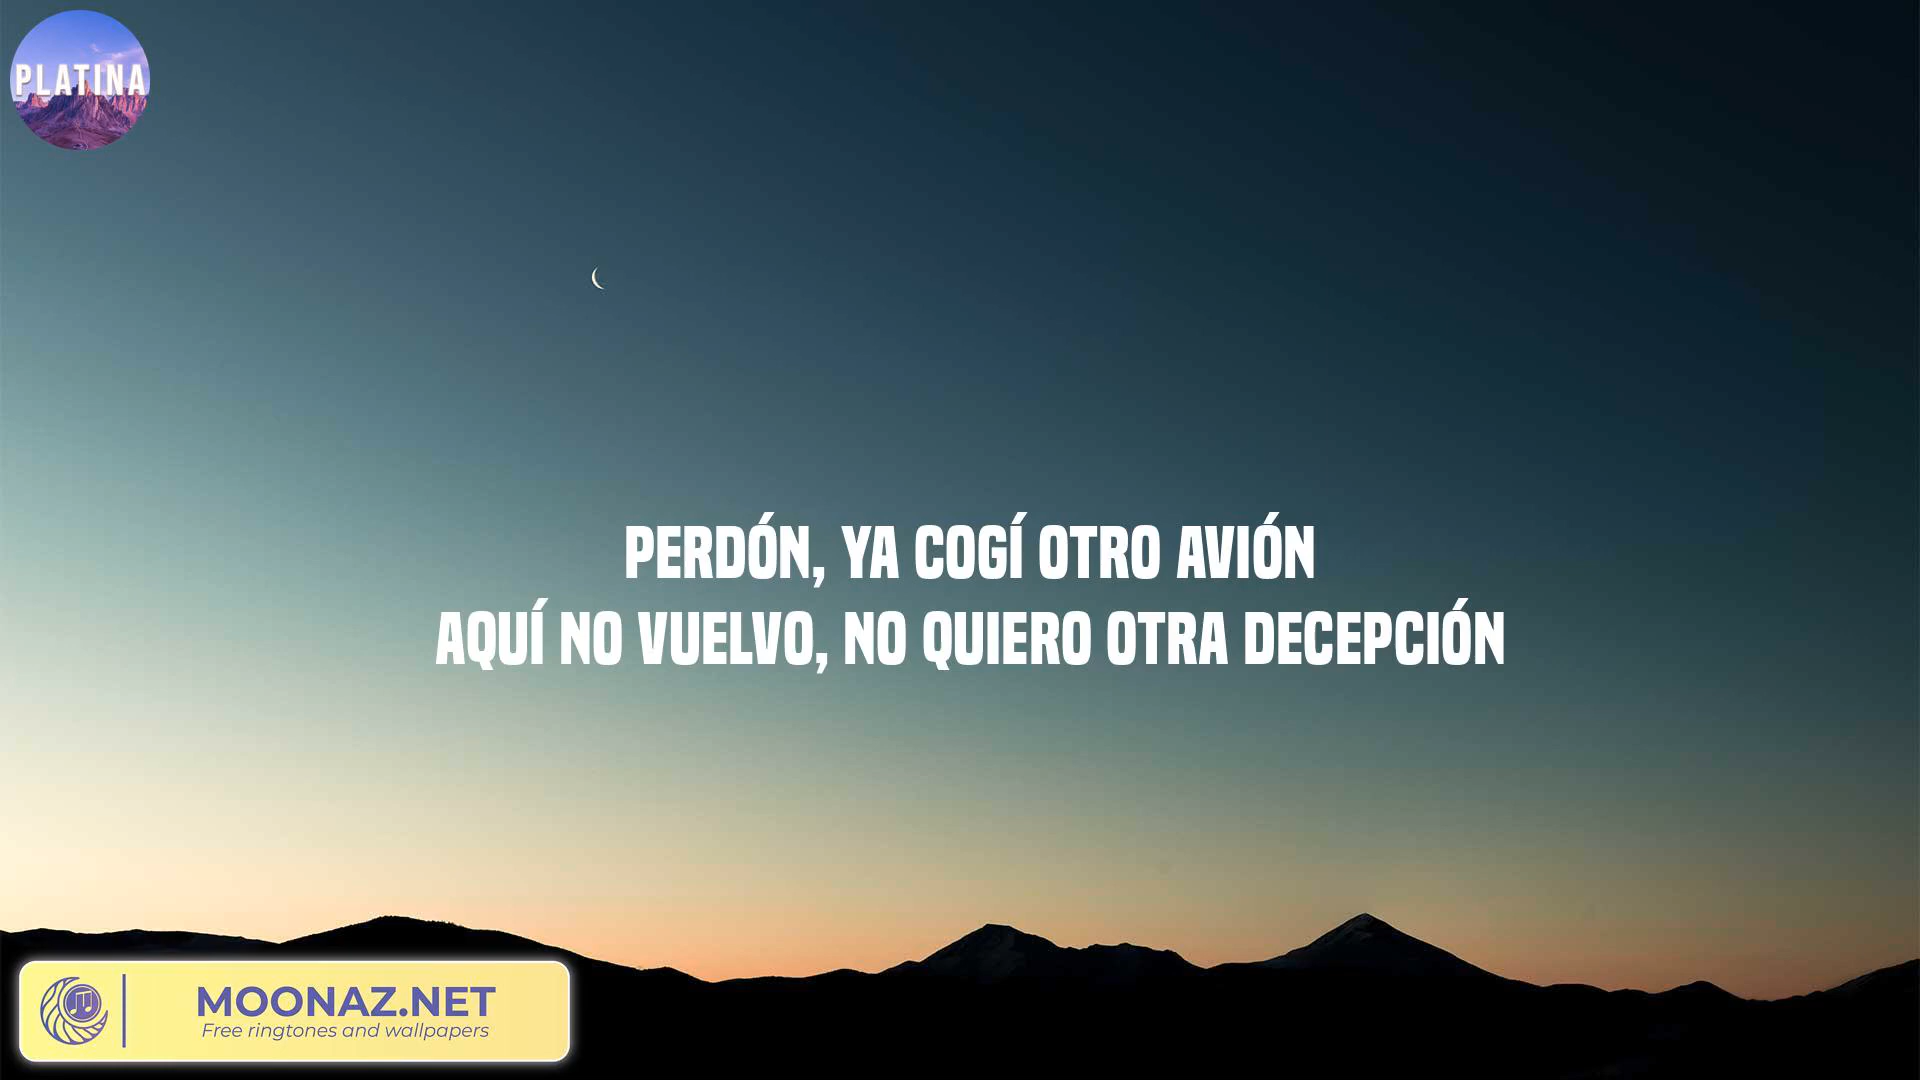 PLATINA
PERDÓN, YA COGÍ OTRO AVIÓN
AQUÍ NO VUELVO, NO QUIERO OTRA DECEPCIÓN
MOONAZ.NET
Free ringtones and wallpapers